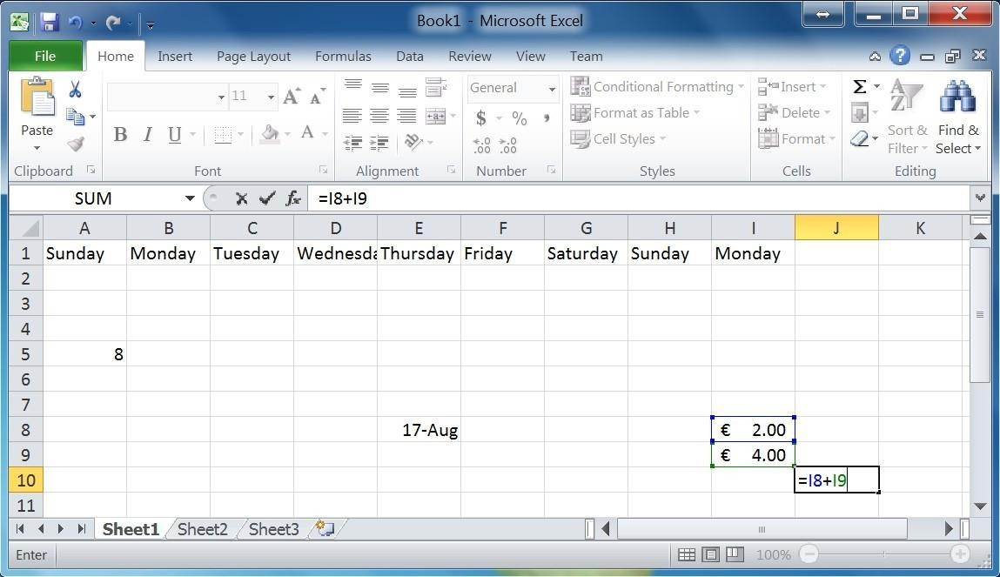 Book1 - Microsoft Excel
File Home Insert Page Layout Formulas Data Review View Team
11 General Conditional Formatting Insert Σ
Paste B I U A $ % , Format as Table Delete Sort & Find &
Cell Styles Format Filter Select
Clipboard Font Alignment Number Styles Cells Editing
SUM fx =I8+I9
A B C D E F G H I J K
1 Sunday Monday Tuesday Wednesda Thursday Friday Saturday Sunday Monday
2
3
4
5 8
6
7
8 17-Aug € 2.00
9 € 4.00
10 =I8+I9
11
Sheet1 Sheet2 Sheet3
Enter 100%